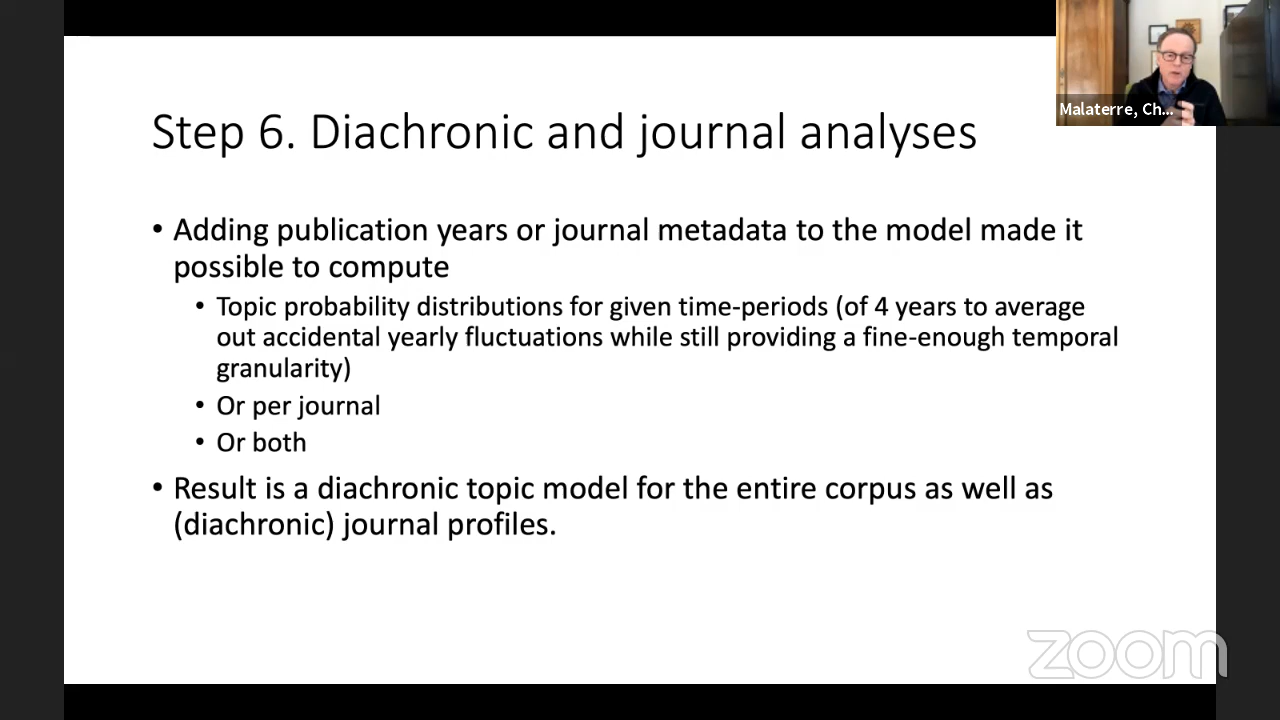 Malaterre, Ch...
Step 6. Diachronic and journal analyses
• Adding publication years or journal metadata to the model made it
possible to compute
• Topic probability distributions for given time-periods (of 4 years to average
out accidental yearly fluctuations while still providing a fine-enough temporal
granularity)
• Or per journal
• Or both
• Result is a diachronic topic model for the entire corpus as well as
(diachronic) journal profiles.
zoom